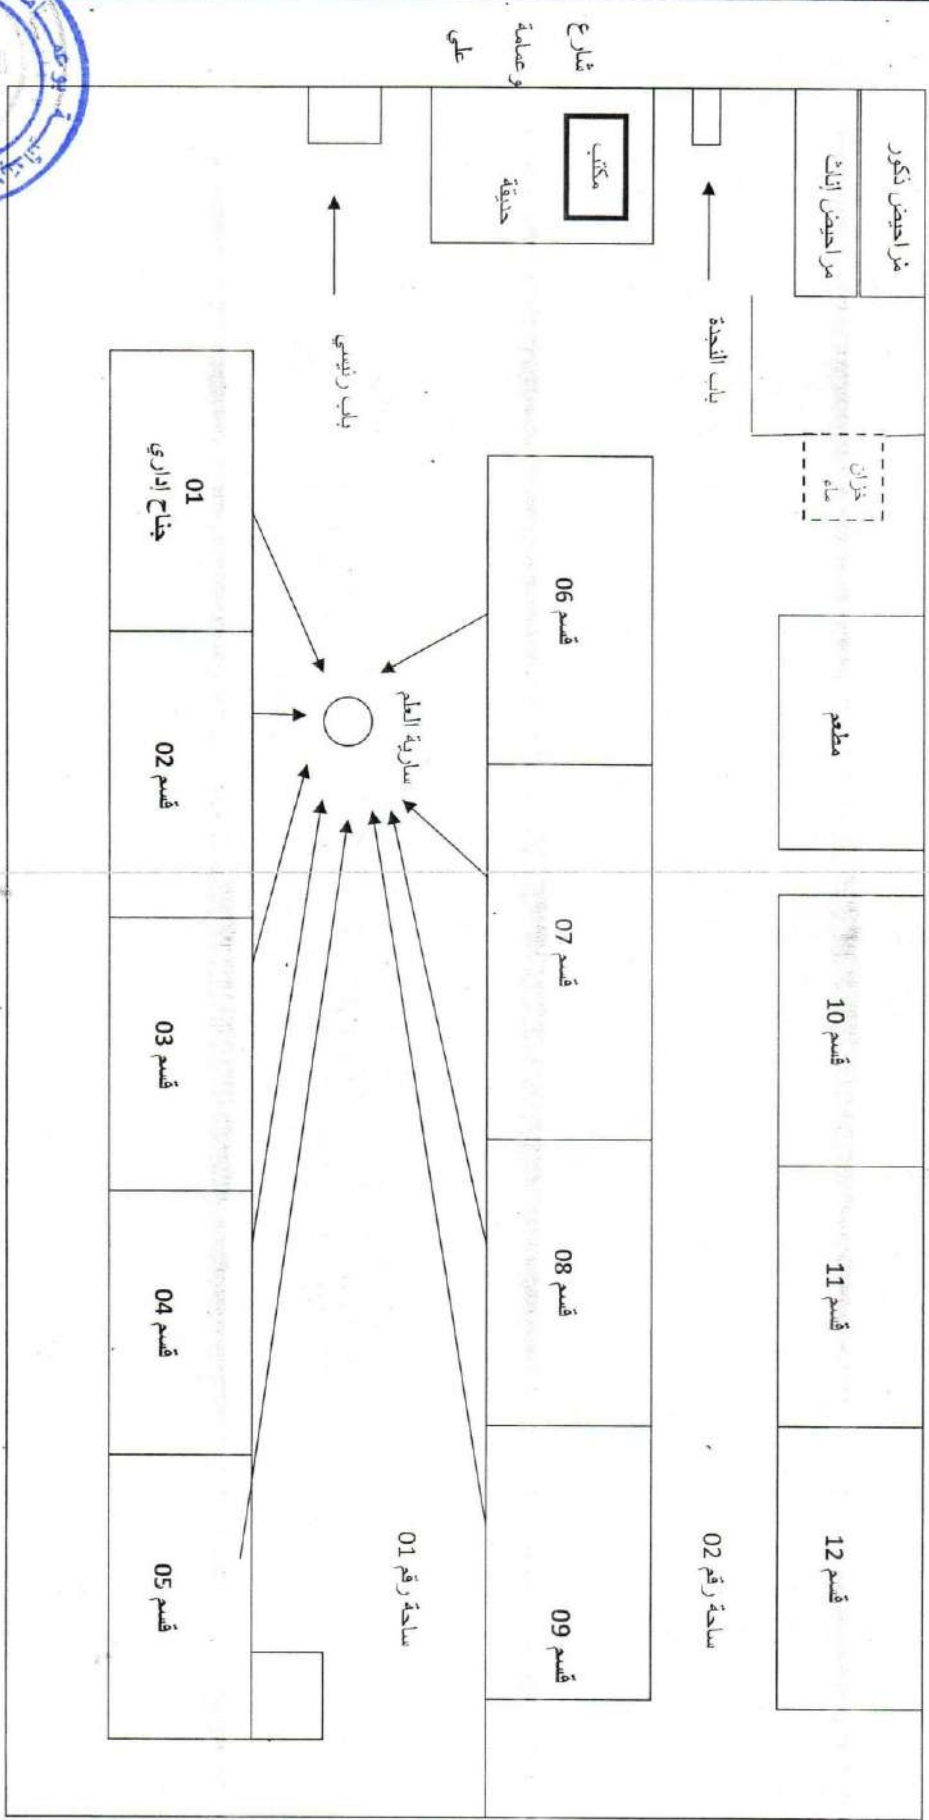 قسم 12
قسم 11
قسم 10
مطعم
خزان
ماء
مراحيض ذكور
مراحيض إناث
ساحة رقم 02
باب النجدة
قسم 09
قسم 08
قسم 07
قسم 06
مكتب
حديقة
شارع
وعمامة
علي
ساحة رقم 01
سارية العلم
باب رئيسي
قسم 05
قسم 04
قسم 03
قسم 02
01
جناح إداري